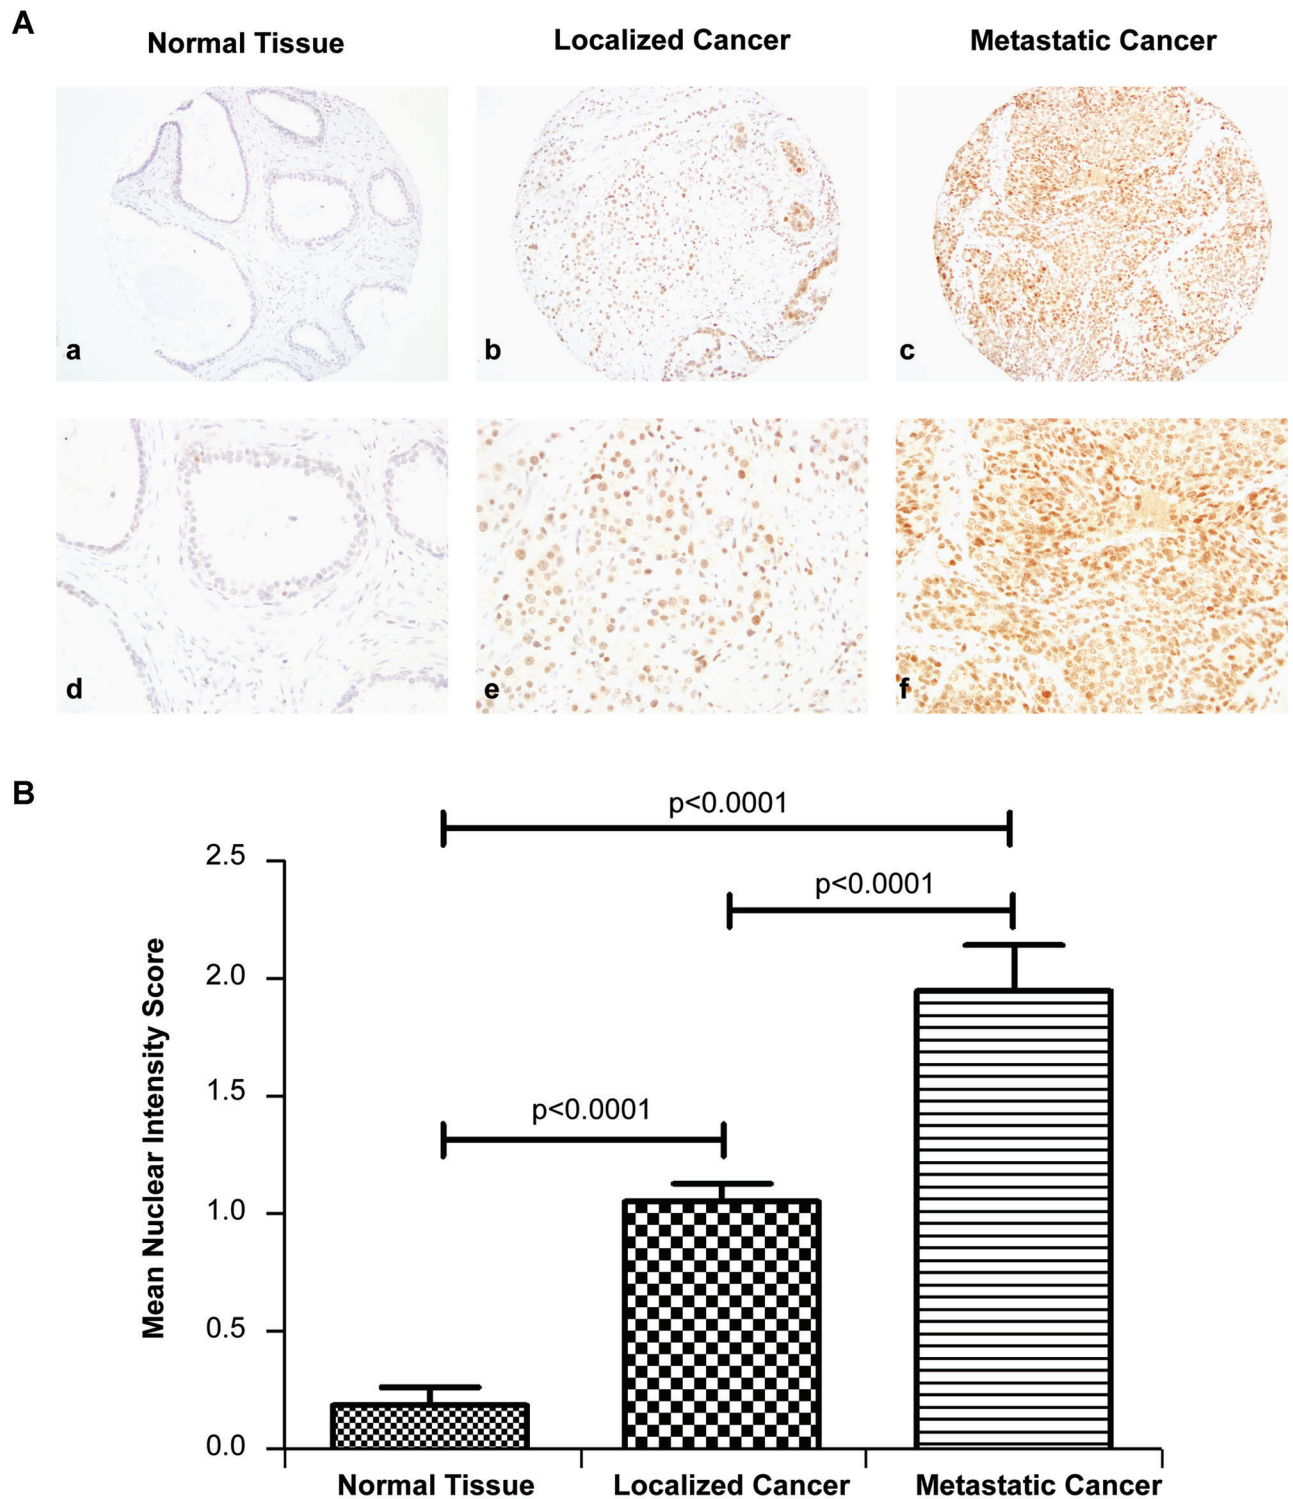 A
Normal Tissue
Localized Cancer
Metastatic Cancer
a
b
c
d
e
f
B
p<0.0001
p<0.0001
p<0.0001
2.5
2.0
1.5
1.0
0.5
0.0
Mean Nuclear Intensity Score
Normal Tissue
Localized Cancer
Metastatic Cancer